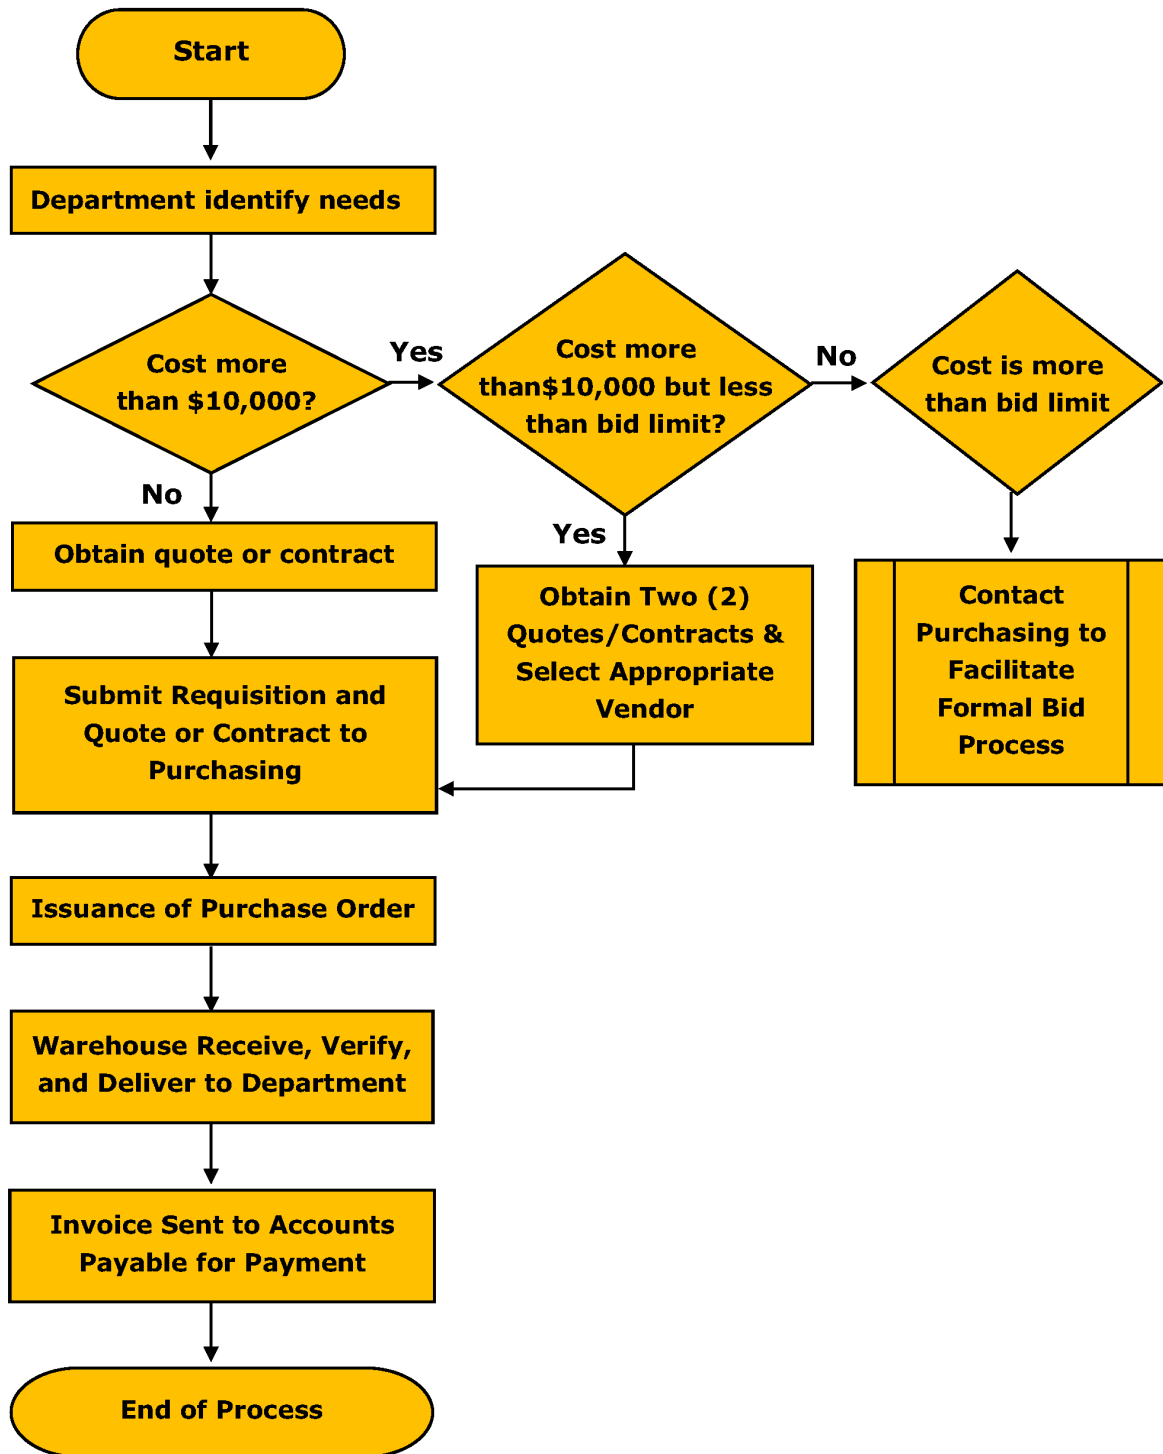 Start
Department identify needs
Cost more
than $10,000?
Yes
Cost more
than$10,000 but less
than bid limit?
No
Cost is more
than bid limit
No
Obtain quote or contract
Yes
Obtain Two (2)
Quotes/Contracts &
Select Appropriate
Vendor
Contact
Purchasing to
Facilitate
Formal Bid
Process
Submit Requisition and
Quote or Contract to
Purchasing
Issuance of Purchase Order
Warehouse Receive, Verify,
and Deliver to Department
Invoice Sent to Accounts
Payable for Payment
End of Process